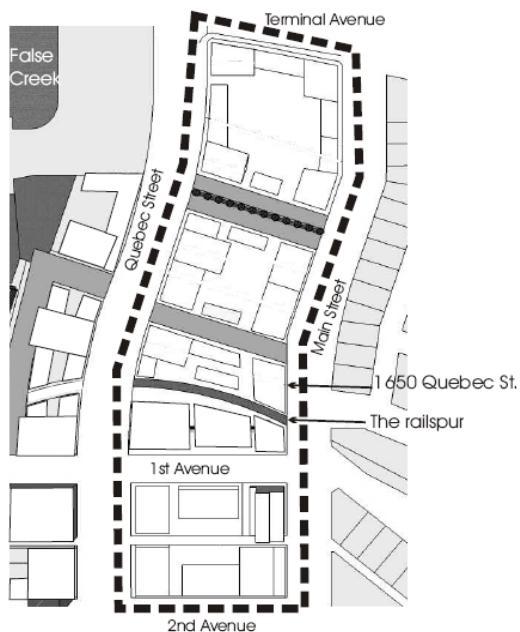 Terminal Avenue
False
Creek
Quebec Street
Main Street
1650 Quebec St.
The railspur
1st Avenue
2nd Avenue